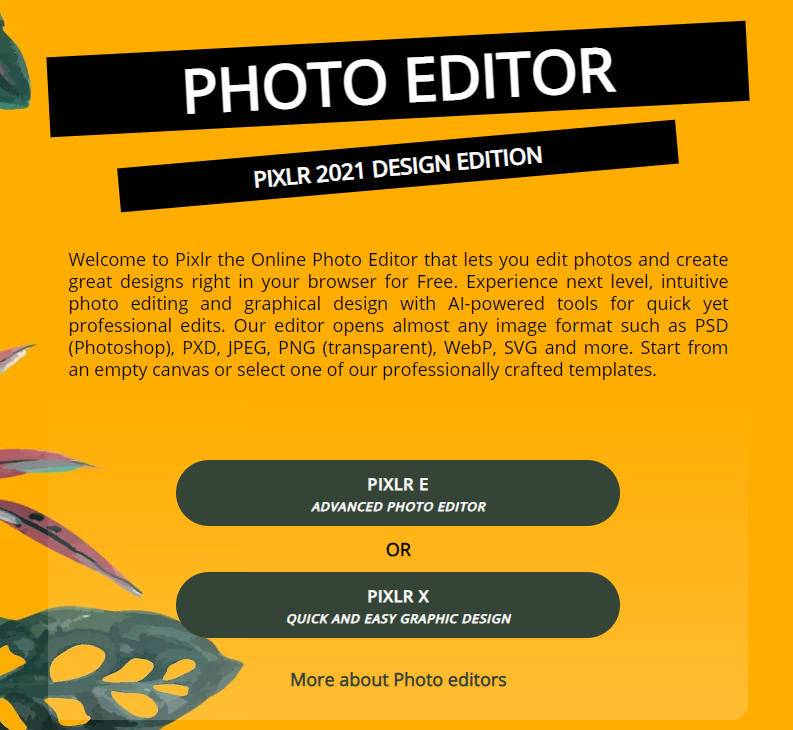 PHOTO EDITOR
PIXLR 2021 DESIGN EDITION
Welcome to Pixlr the Online Photo Editor that lets you edit photos and create
great designs right in your browser for Free. Experience next level, intuitive
photo editing and graphical design with AI-powered tools for quick yet
professional edits. Our editor opens almost any image format such as PSD
(Photoshop), PXD, JPEG, PNG (transparent), WebP, SVG and more. Start from
an empty canvas or select one of our professionally crafted templates.
PIXLR E
ADVANCED PHOTO EDITOR
OR
PIXLR X
QUICK AND EASY GRAPHIC DESIGN
More about Photo editors